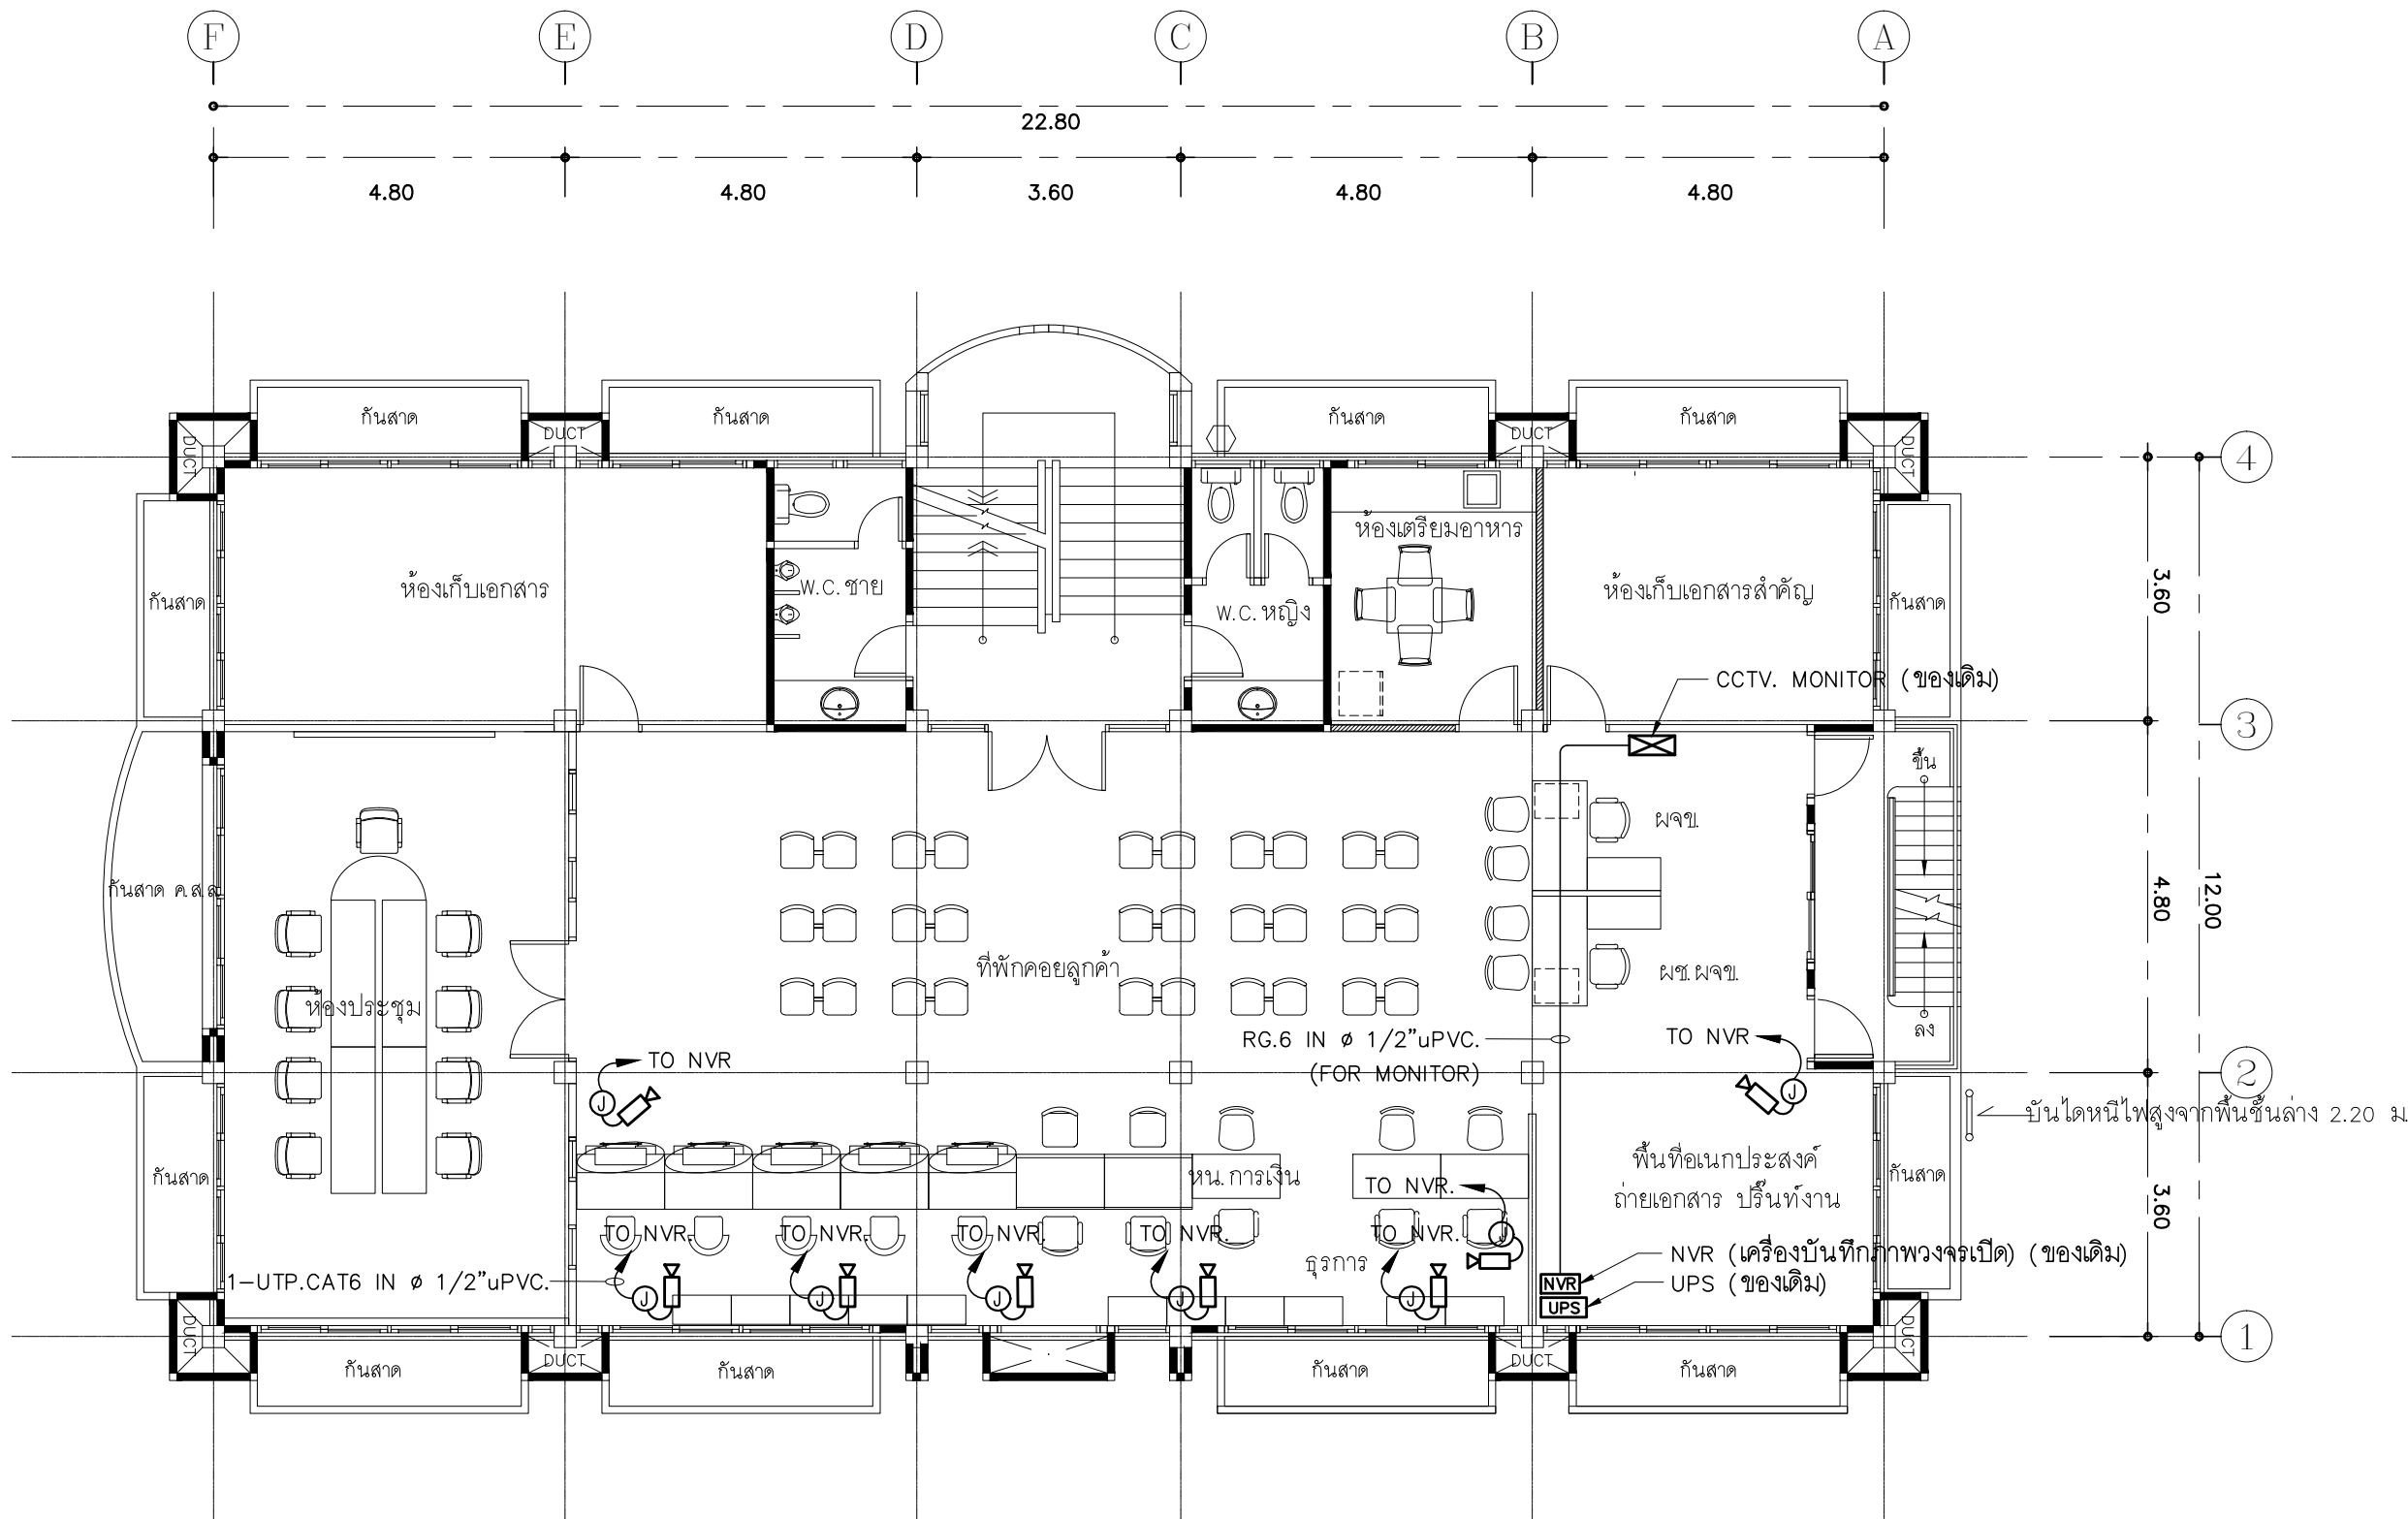 F E D C B A
22.80
4.80 4.80 3.60 4.80 4.80
กันสาด กันสาด กันสาด กันสาด
DUCT DUCT DUCT DUCT
4
ห้องเตรียมอาหาร
ห้องเก็บเอกสาร
W.C. ชาย
W.C. หญิง
ห้องเก็บเอกสารสำคัญ
กันสาด
กันสาด
3.60
CCTV. MONITOR (ของเดิม)
3
ขึ้น
ผจข.
กันสาด ค.ส.ล.
4.80
12.00
ที่พักคอยลูกค้า
ผช.ผจข.
ห้องประชุม
ลง
RG.6 IN ø 1/2"uPVC.
(FOR MONITOR)
TO NVR
TO NVR
2
J
J
บันไดหนีไฟสูงจากพื้นชั้นล่าง 2.20 ม.
พื้นที่อเนกประสงค์
ถ่ายเอกสาร ปริ๊นท์งาน
กันสาด
หน.การเงิน
TO NVR.
กันสาด
3.60
TO NVR. TO NVR. TO NVR. TO NVR. TO NVR.
J
ธุรการ
NVR (เครื่องบันทึกภาพวงจรเปิด) (ของเดิม)
UPS (ของเดิม)
1-UTP.CAT6 IN ø 1/2"uPVC.
NVR
UPS
J J J J J
1
DUCT DUCT DUCT DUCT
กันสาด กันสาด กันสาด กันสาด